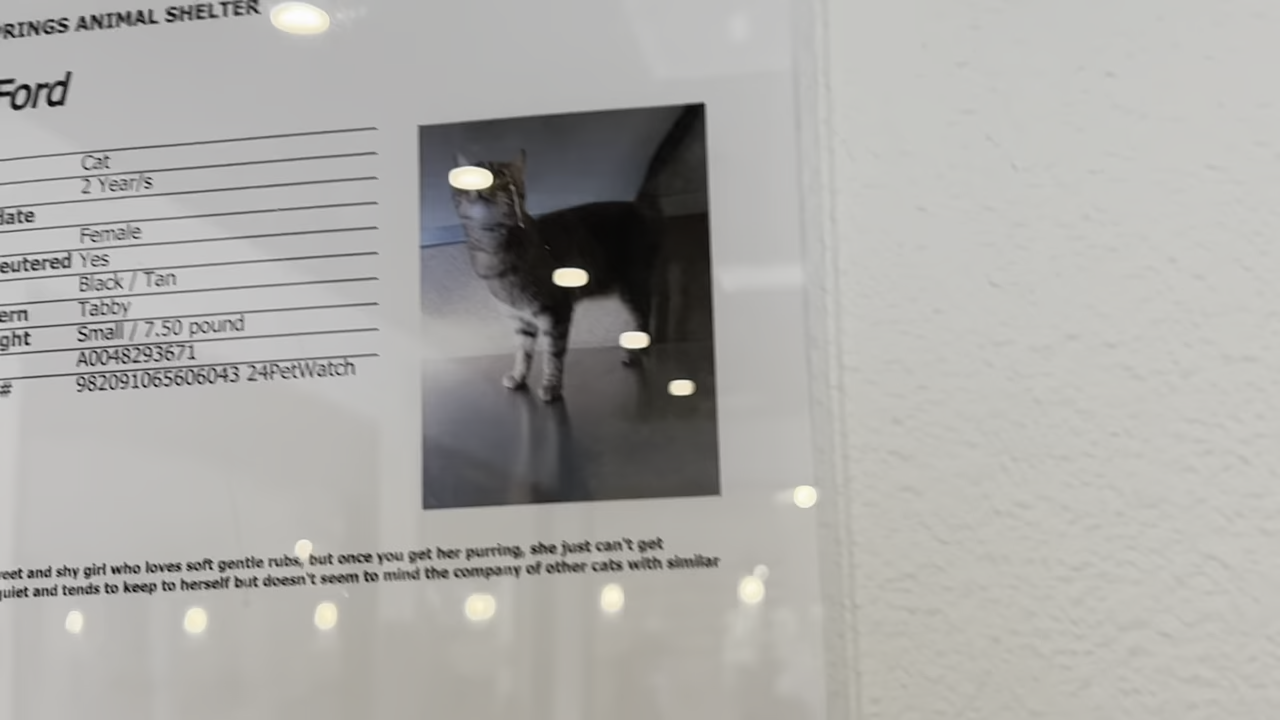 PRINGS ANIMAL SHELTER
Ford
Cat
2 Year/s
date
Female
eutered Yes
Black / Tan
ern Tabby
ght Small / 7.50 pound
A0048293671
# 982091065606043 24PetWatch
eet and shy girl who loves soft gentle rubs, but once you get her purring, she just can't get
quiet and tends to keep to herself but doesn't seem to mind the company of other cats with similar